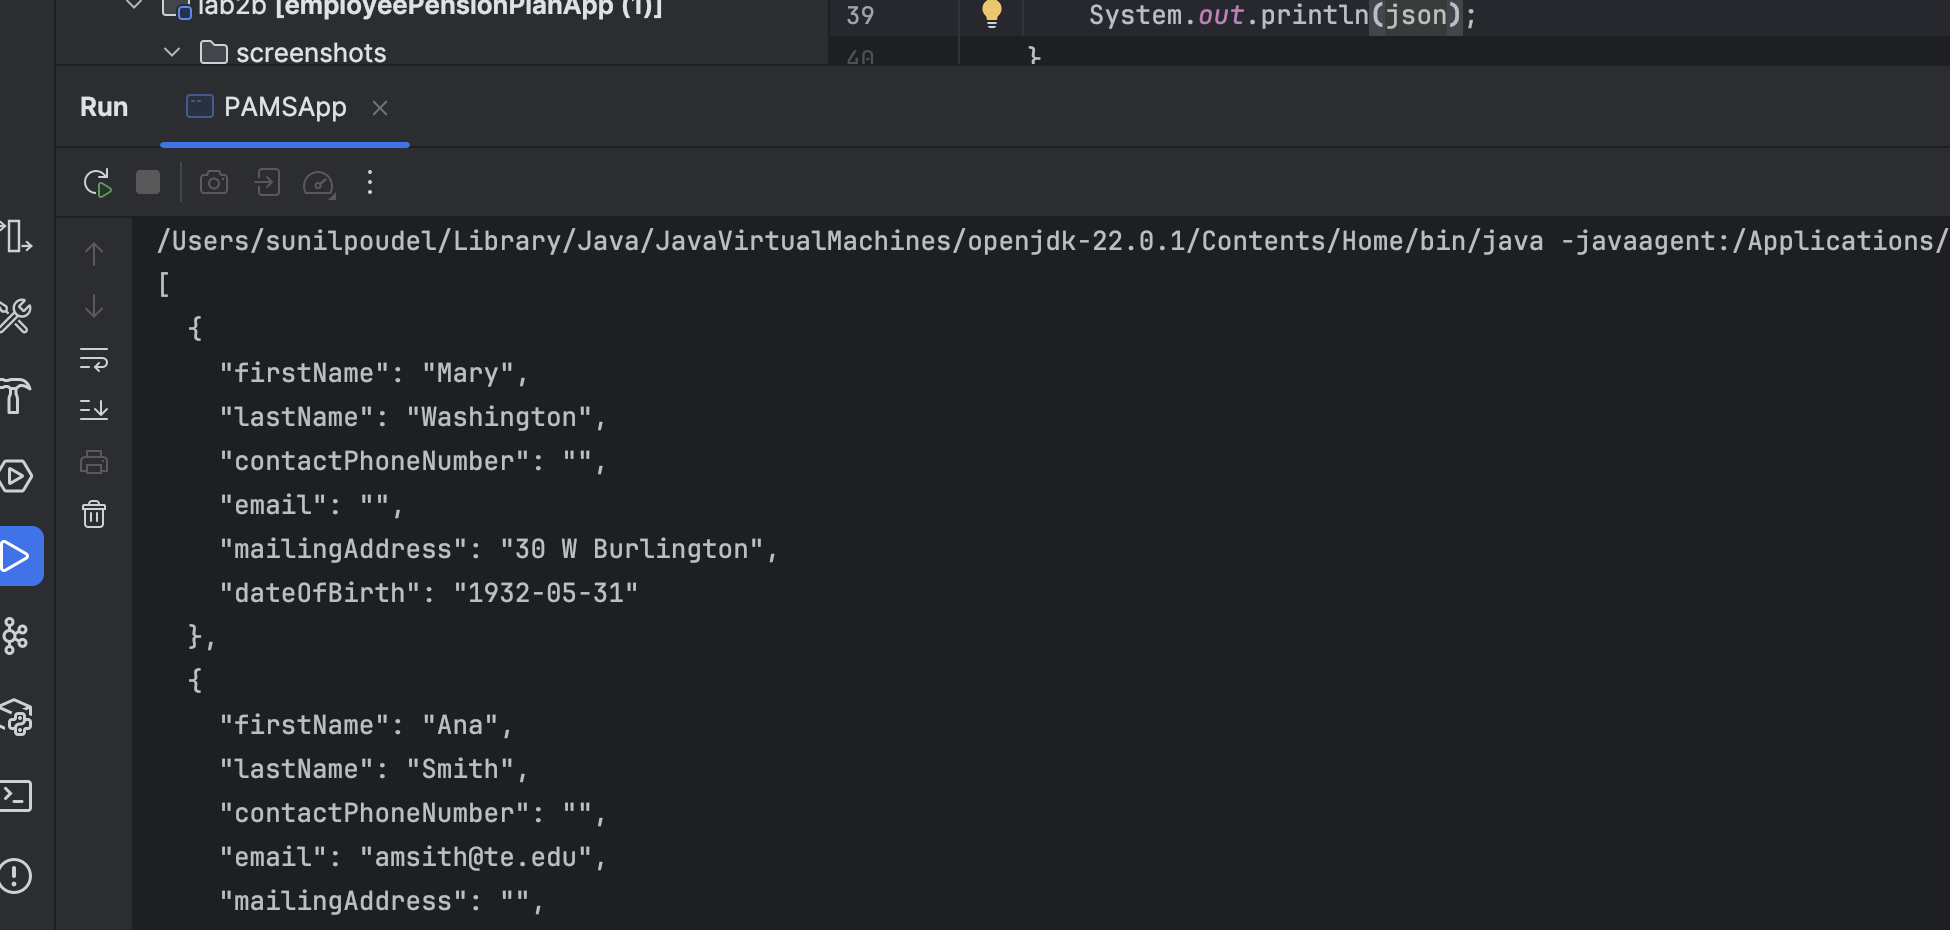 lab2b [employeePensionPlanApp (1)]
screenshots
39 System.out.println(json);
40 }
Run PAMSApp
/Users/sunilpoudel/Library/Java/JavaVirtualMachines/openjdk-22.0.1/Contents/Home/bin/java -javaagent:/Applications/
[
  {
    "firstName": "Mary",
    "lastName": "Washington",
    "contactPhoneNumber": "",
    "email": "",
    "mailingAddress": "30 W Burlington",
    "dateOfBirth": "1932-05-31"
  },
  {
    "firstName": "Ana",
    "lastName": "Smith",
    "contactPhoneNumber": "",
    "email": "amsith@te.edu",
    "mailingAddress": "",